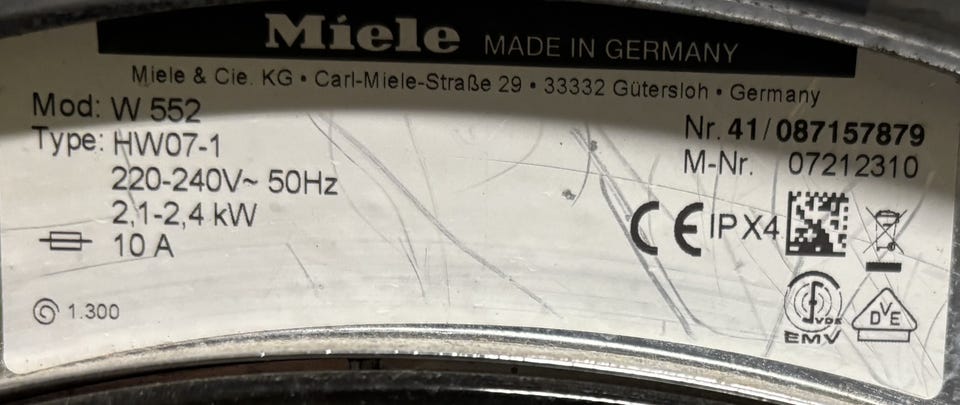 Miele MADE IN GERMANY
Miele & Cie. KG • Carl-Miele-Straße 29 • 33332 Gütersloh • Germany
Mod: W 552
Type: HW07-1
220-240V~ 50Hz
2,1-2,4 kW
10 A
1.300
Nr. 41/087157879
M-Nr. 07212310
CE IP X4
VDE
EMV
DVE